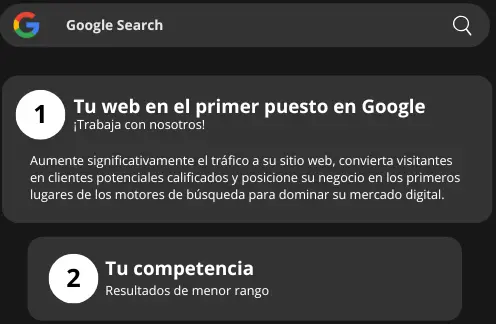 Google Search
1
Tu web en el primer puesto en Google
¡Trabaja con nosotros!
Aumente significativamente el tráfico a su sitio web, convierta visitantes
en clientes potenciales calificados y posicione su negocio en los primeros
lugares de los motores de búsqueda para dominar su mercado digital.
2
Tu competencia
Resultados de menor rango